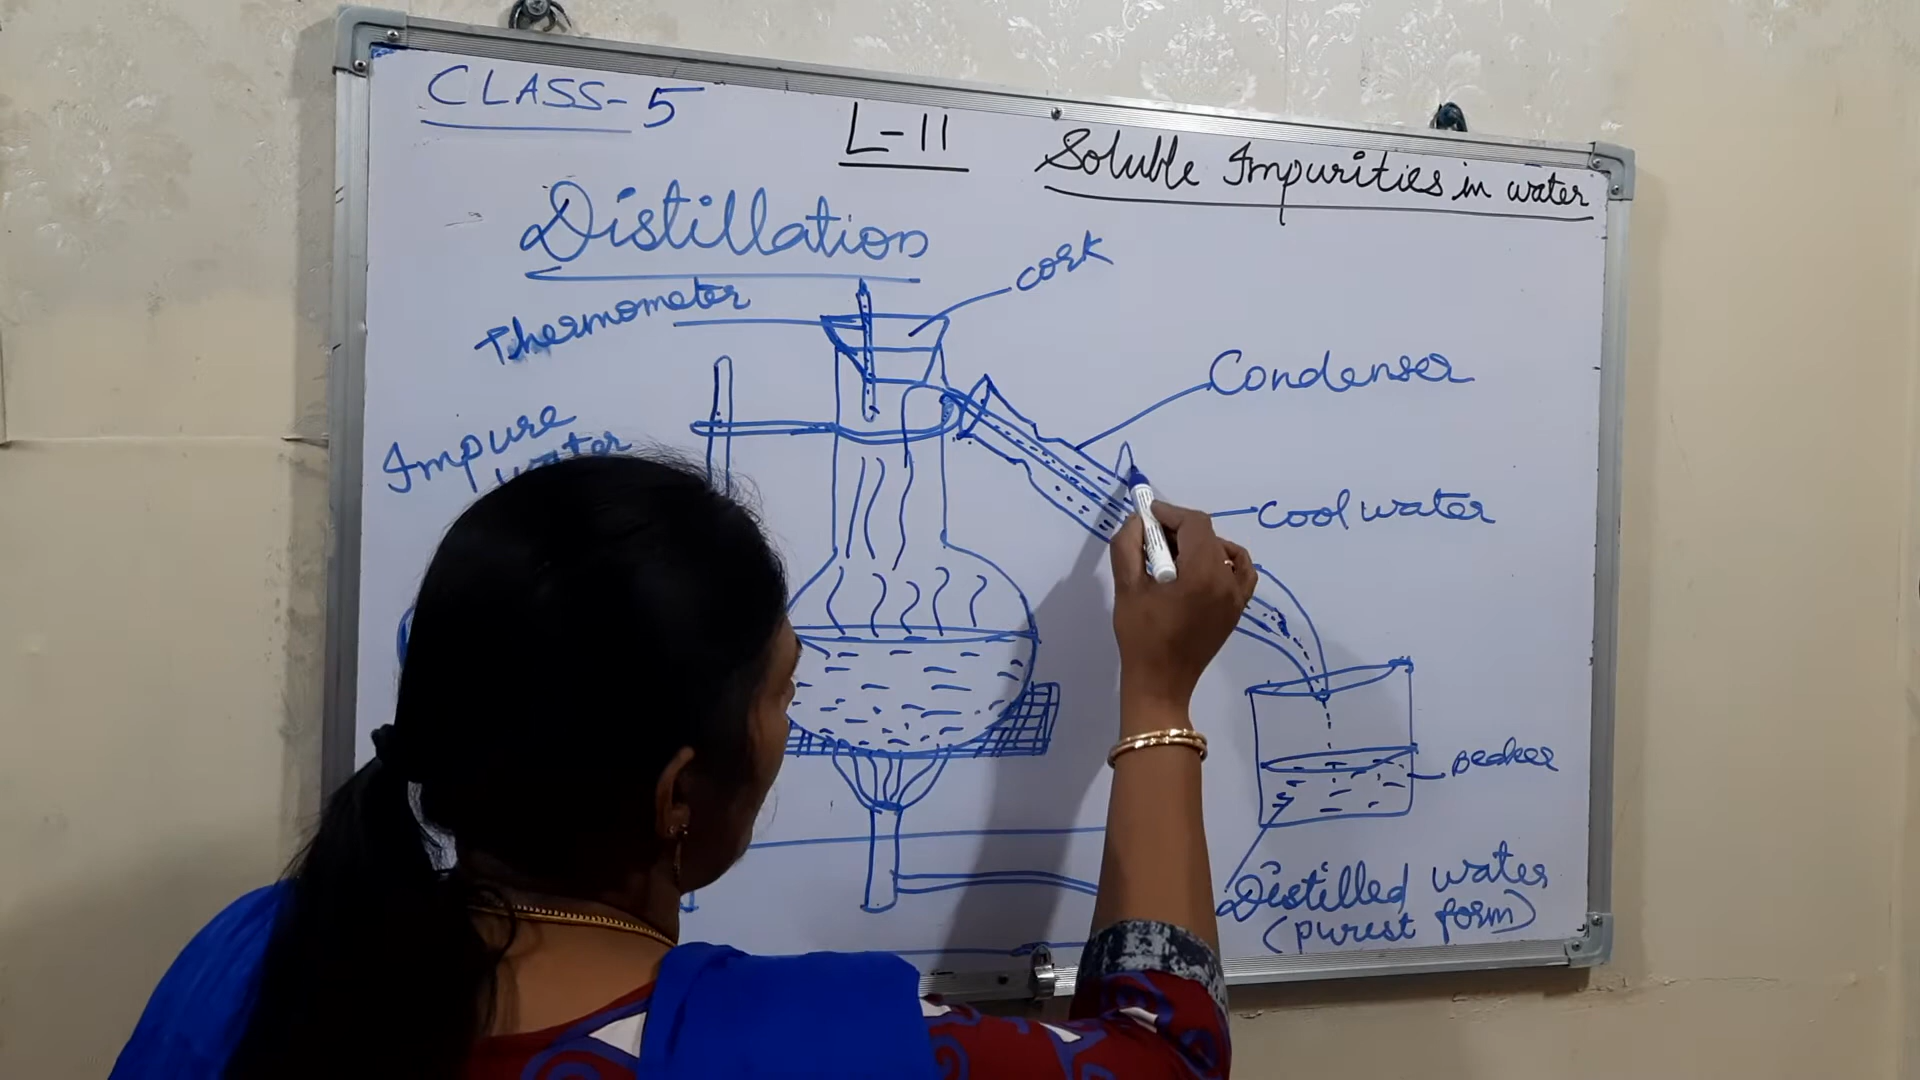 CLASS-5
L-11
Soluble Impurities in water
Distillation
Thermometer
cork
Condenser
Impure
water
Cool water
Beaker
Distilled water
(purest form)